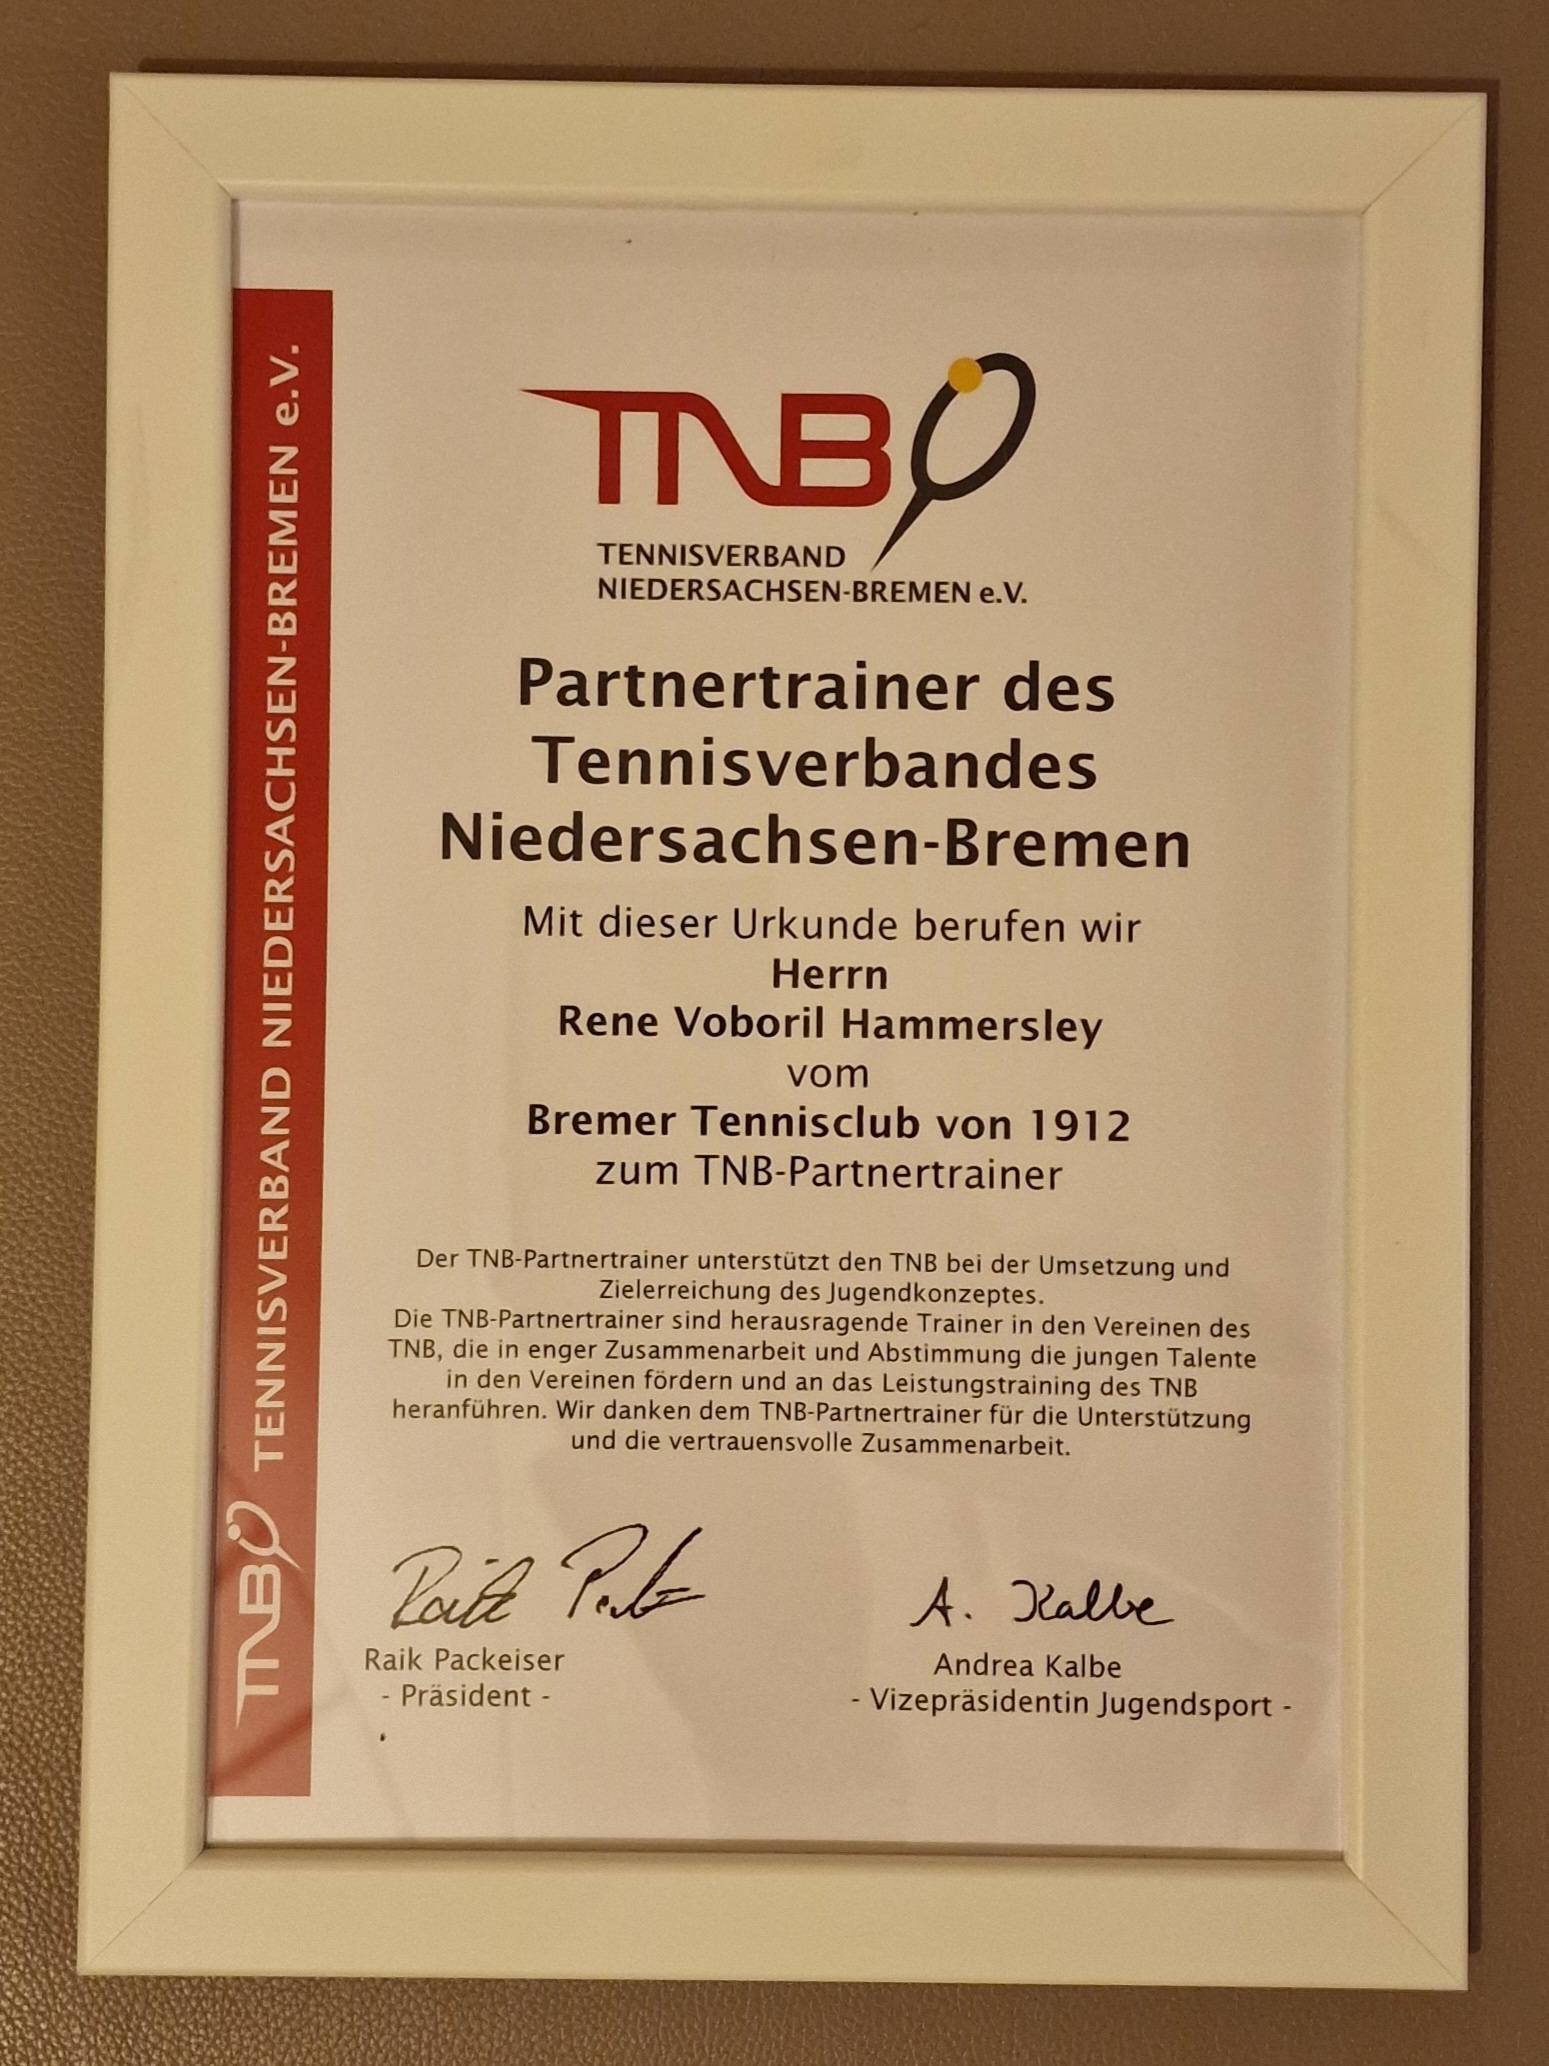 TENNISVERBAND NIEDERSACHSEN-BREMEN e.V.
TNB
TNB
TENNISVERBAND
NIEDERSACHSEN-BREMEN e.V.
Partnertrainer des
Tennisverbandes
Niedersachsen-Bremen
Mit dieser Urkunde berufen wir
Herrn
Rene Voboril Hammersley
vom
Bremer Tennisclub von 1912
zum TNB-Partnertrainer
Der TNB-Partnertrainer unterstützt den TNB bei der Umsetzung und
Zielerreichung des Jugendkonzeptes.
Die TNB-Partnertrainer sind herausragende Trainer in den Vereinen des
TNB, die in enger Zusammenarbeit und Abstimmung die jungen Talente
in den Vereinen fördern und an das Leistungstraining des TNB
heranführen. Wir danken dem TNB-Partnertrainer für die Unterstützung
und die vertrauensvolle Zusammenarbeit.
Raik
A. Kalbe
Raik Packeiser
- Präsident -
Andrea Kalbe
- Vizepräsidentin Jugendsport -